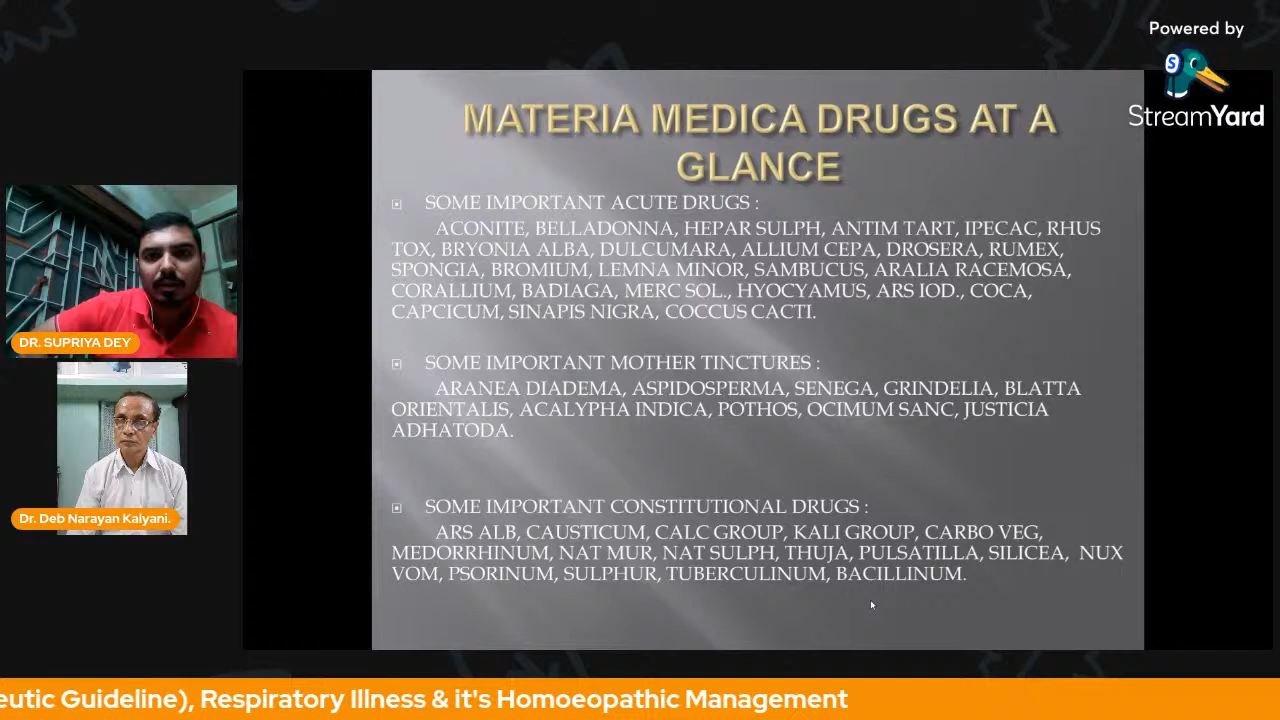 Powered by
StreamYard
MATERIA MEDICA DRUGS AT A
GLANCE
SOME IMPORTANT ACUTE DRUGS :
ACONITE, BELLADONNA, HEPAR SULPH, ANTIM TART, IPECAC, RHUS
TOX, BRYONIA ALBA, DULCUMARA, ALLIUM CEPA, DROSERA, RUMEX,
SPONGIA, BROMIUM, LEMNA MINOR, SAMBUCUS, ARALIA RACEMOSA,
CORALLIUM, BADIAGA, MERC SOL., HYOCYAMUS, ARS IOD., COCA,
CAPCICUM, SINAPIS NIGRA, COCCUS CACTI.
SOME IMPORTANT MOTHER TINCTURES :
ARANEA DIADEMA, ASPIDOSPERMA, SENEGA, GRINDELIA, BLATTA
ORIENTALIS, ACALYPHA INDICA, POTHOS, OCIMUM SANC, JUSTICIA
ADHATODA.
SOME IMPORTANT CONSTITUTIONAL DRUGS :
ARS ALB, CAUSTICUM, CALC GROUP, KALI GROUP, CARBO VEG,
MEDORRHINUM, NAT MUR, NAT SULPH, THUJA, PULSATILLA, SILICEA, NUX
VOM, PSORINUM, SULPHUR, TUBERCULINUM, BACILLINUM.
DR. SUPRIYA DEY
Dr. Deb Narayan Kaiyani.
eutic Guideline), Respiratory Illness & it's Homoeopathic Management